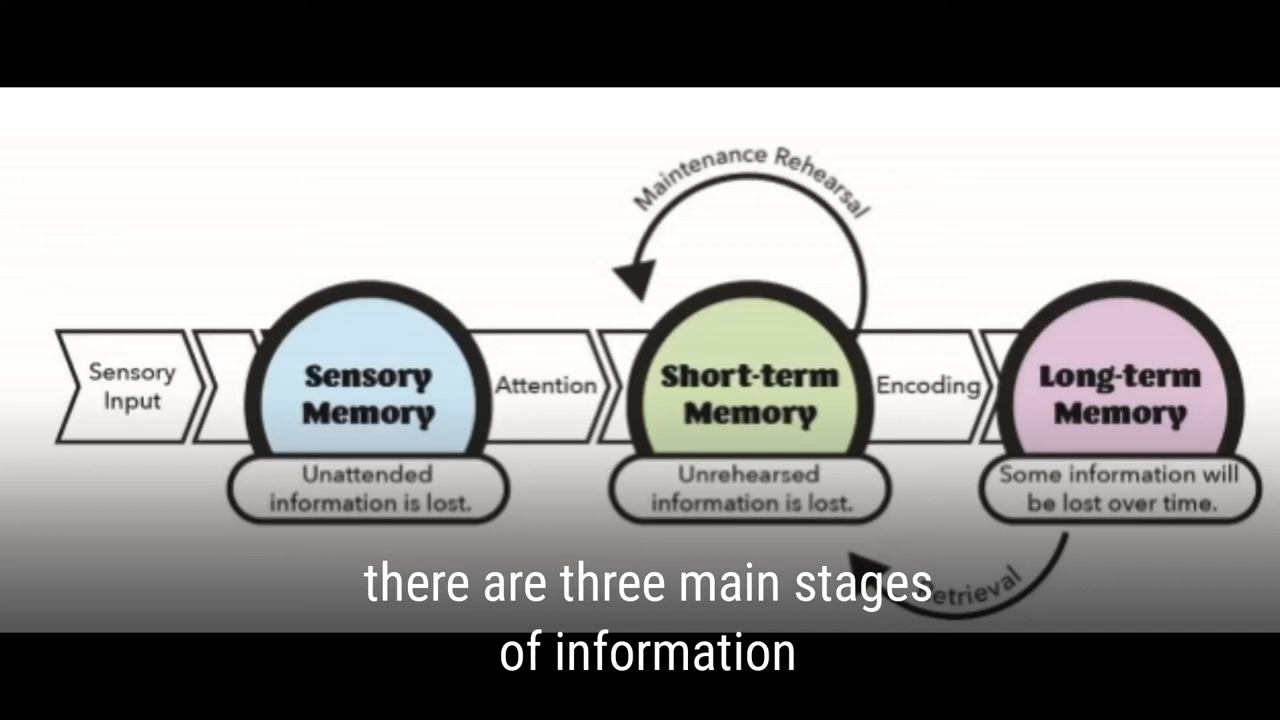 Maintenance Rehearsal
Sensory
Input
Sensory
Memory
Attention
Short-term
Memory
Encoding
Long-term
Memory
Unattended
information is lost.
Unrehearsed
information is lost.
Some information will
be lost over time.
Retrieval
there are three main stages
of information